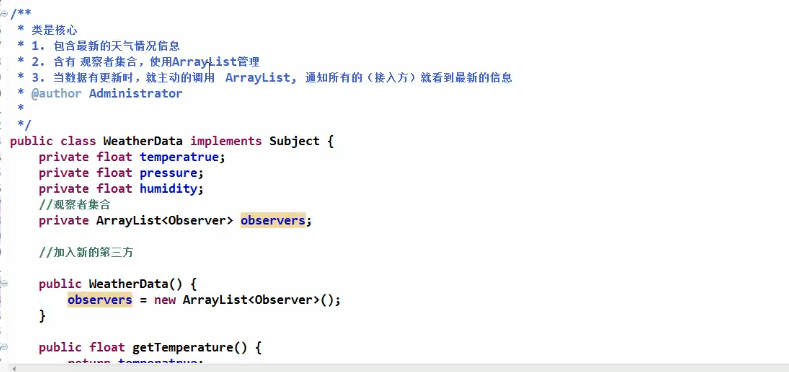 /**
 * 类是核心
 * 1. 包含最新的天气情况信息
 * 2. 含有 观察者集合，使用ArrayList管理
 * 3. 当数据有更新时，就主动的调用   ArrayList, 通知所有的（接入方）就看到最新的信息
 * @author Administrator
 *
 */
public class WeatherData implements Subject {
    private float temperatrue;
    private float pressure;
    private float humidity;
    //观察者集合
    private ArrayList<Observer> observers;
    //加入新的第三方
    public WeatherData() {
        observers = new ArrayList<Observer>();
    }
    public float getTemperature() {
        return temperatrue;